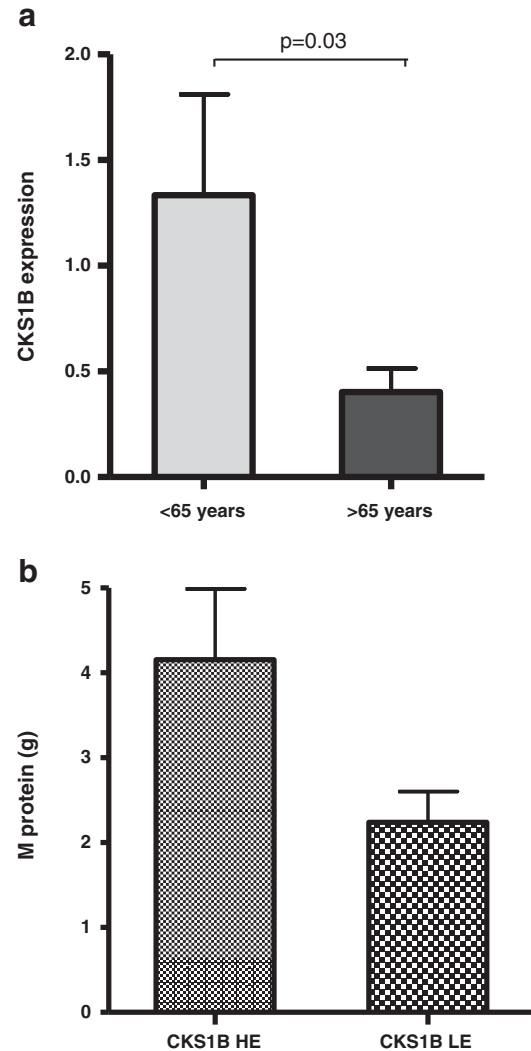 a
p=0.03
CKS1B expression
2.0
1.5
1.0
0.5
0.0
<65 years >65 years
b
M protein (g)
5
4
3
2
1
0
CKS1B HE CKS1B LE